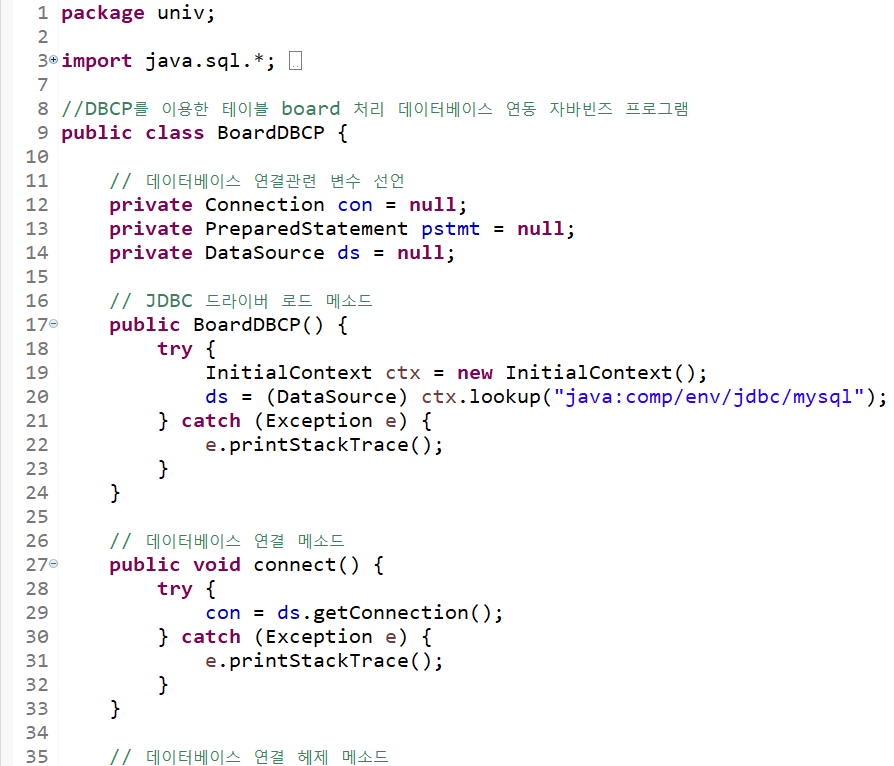 1 package univ;
2
3 import java.sql.*;
7
8 //DBCP를 이용한 테이블 board 처리 데이터베이스 연동 자바빈즈 프로그램
9 public class BoardDBCP {
10
11 // 데이터베이스 연결관련 변수 선언
12 private Connection con = null;
13 private PreparedStatement pstmt = null;
14 private DataSource ds = null;
15
16 // JDBC 드라이버 로드 메소드
17 public BoardDBCP() {
18 try {
19 InitialContext ctx = new InitialContext();
20 ds = (DataSource) ctx.lookup("java:comp/env/jdbc/mysql");
21 } catch (Exception e) {
22 e.printStackTrace();
23 }
24 }
25
26 // 데이터베이스 연결 메소드
27 public void connect() {
28 try {
29 con = ds.getConnection();
30 } catch (Exception e) {
31 e.printStackTrace();
32 }
33 }
34
35 // 데이터베이스 연결 헤제 메소드